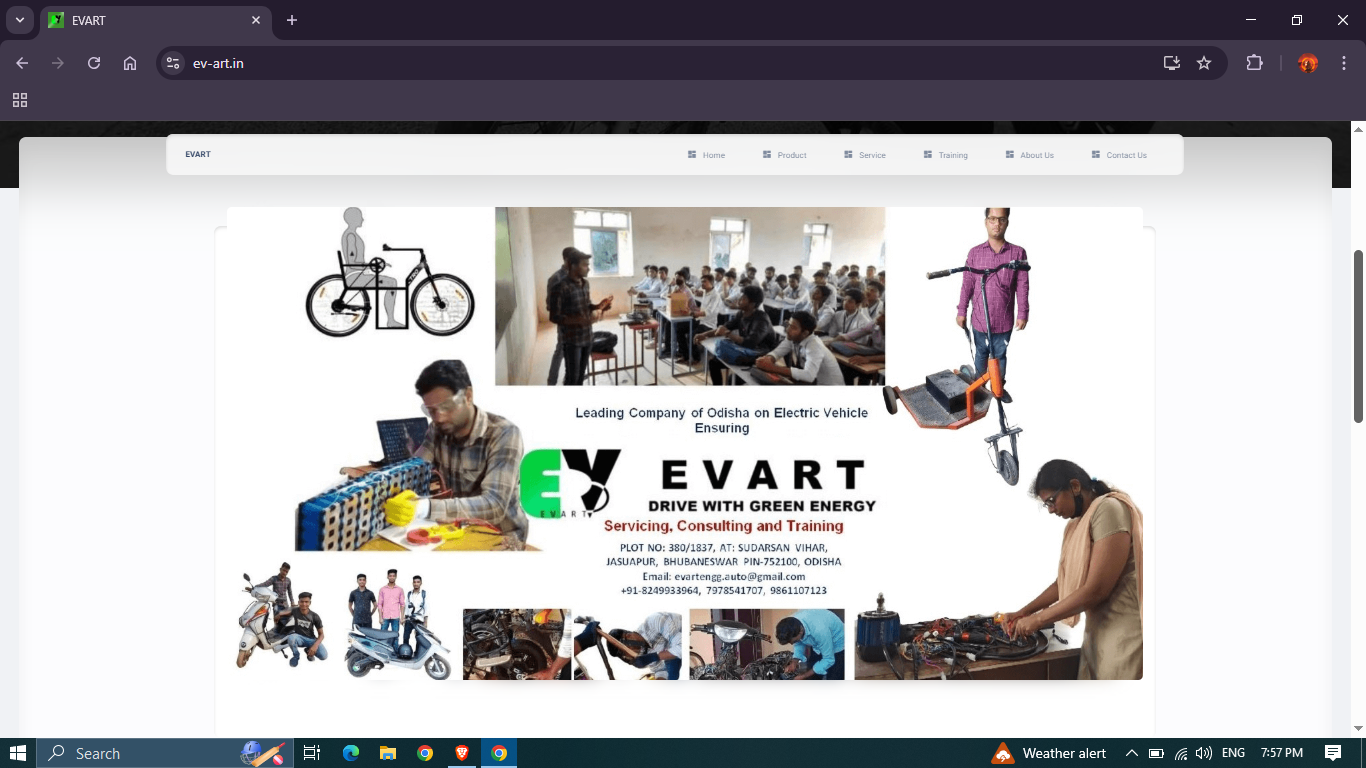 EVART
ev-art.in
EVART
Home
Product
Service
Training
About Us
Contact Us
Leading Company of Odisha on Electric Vehicle
Ensuring
EV
EVART
EVART
DRIVE WITH GREEN ENERGY
Servicing, Consulting and Training
PLOT NO: 380/1837, AT: SUDARSAN VIHAR,
JASUAPUR, BHUBANESWAR PIN-752100, ODISHA
Email: evartengg.auto@gmail.com
+91-8249933964, 7978541707, 9861107123
Search
Weather alert
ENG
7:57 PM